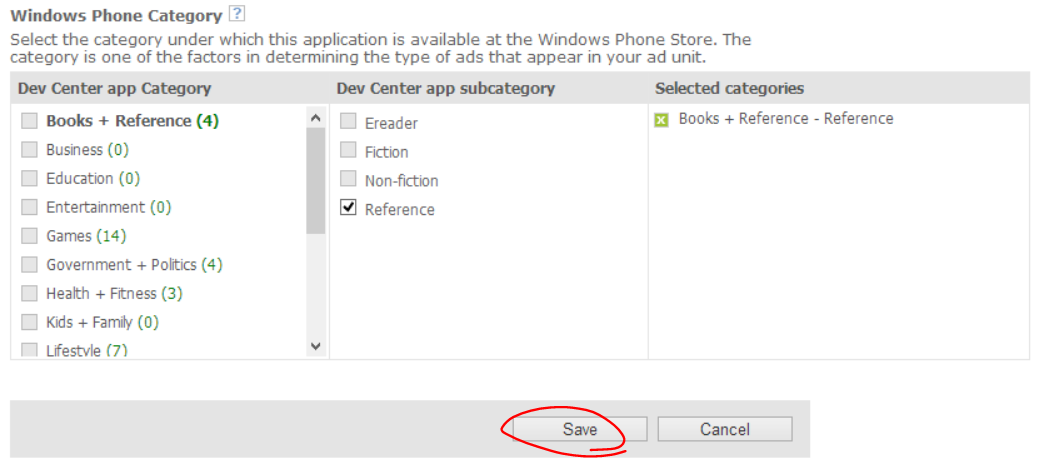 Windows Phone Category ?
Select the category under which this application is available at the Windows Phone Store. The
category is one of the factors in determining the type of ads that appear in your ad unit.
Dev Center app Category
Dev Center app subcategory
Selected categories
Books + Reference (4)
Business (0)
Education (0)
Entertainment (0)
Games (14)
Government + Politics (4)
Health + Fitness (3)
Kids + Family (0)
Lifestyle (7)
Ereader
Fiction
Non-fiction
Reference
x Books + Reference - Reference
Save
Cancel